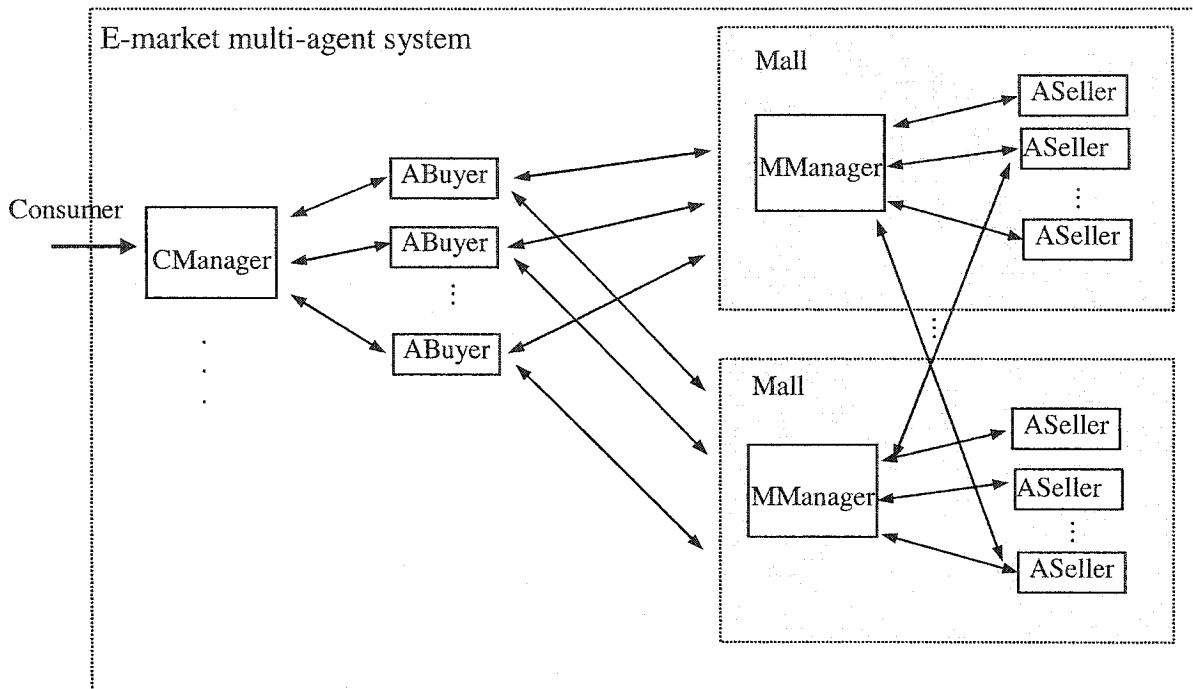 E-market multi-agent system
Consumer
CManager
ABuyer
ABuyer
ABuyer
Mall
MManager
ASeller
ASeller
ASeller
Mall
MManager
ASeller
ASeller
ASeller